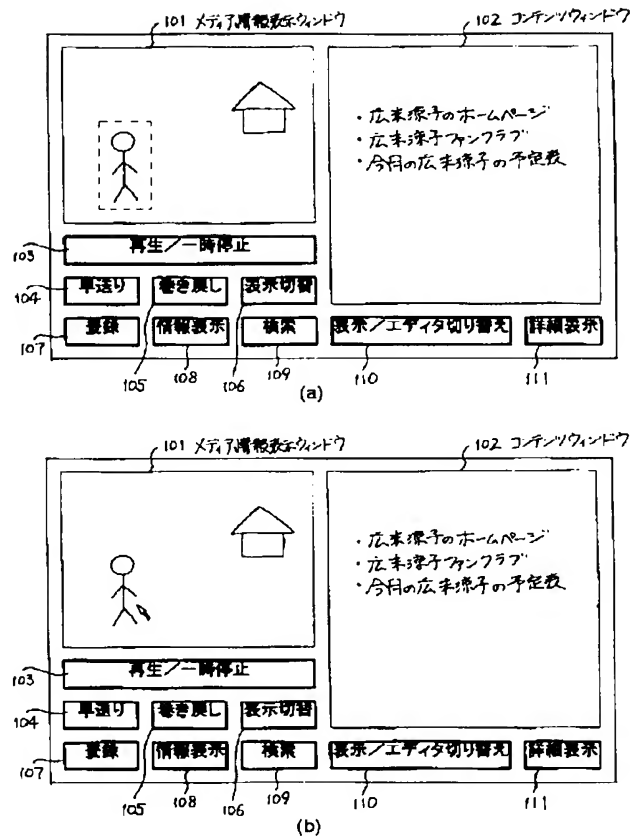 101 メディア情報表示ウィンドウ
102 コンテンツウィンドウ
・広末涼子のホームページ
・広末涼子ファンクラブ
・今月の広末涼子の予定表
103
再生／一時停止
104
早送り
巻き戻し
表示切替
107
登録
情報表示
検索
表示／エディタ切り替え
詳細表示
105
108
106
109
110
111
(a)
101 メディア情報表示ウィンドウ
102 コンテンツウィンドウ
・広末涼子のホームページ
・広末涼子ファンクラブ
・今月の広末涼子の予定表
103
再生／一時停止
104
早送り
巻き戻し
表示切替
107
登録
情報表示
検索
表示／エディタ切り替え
詳細表示
105
108
106
109
110
111
(b)